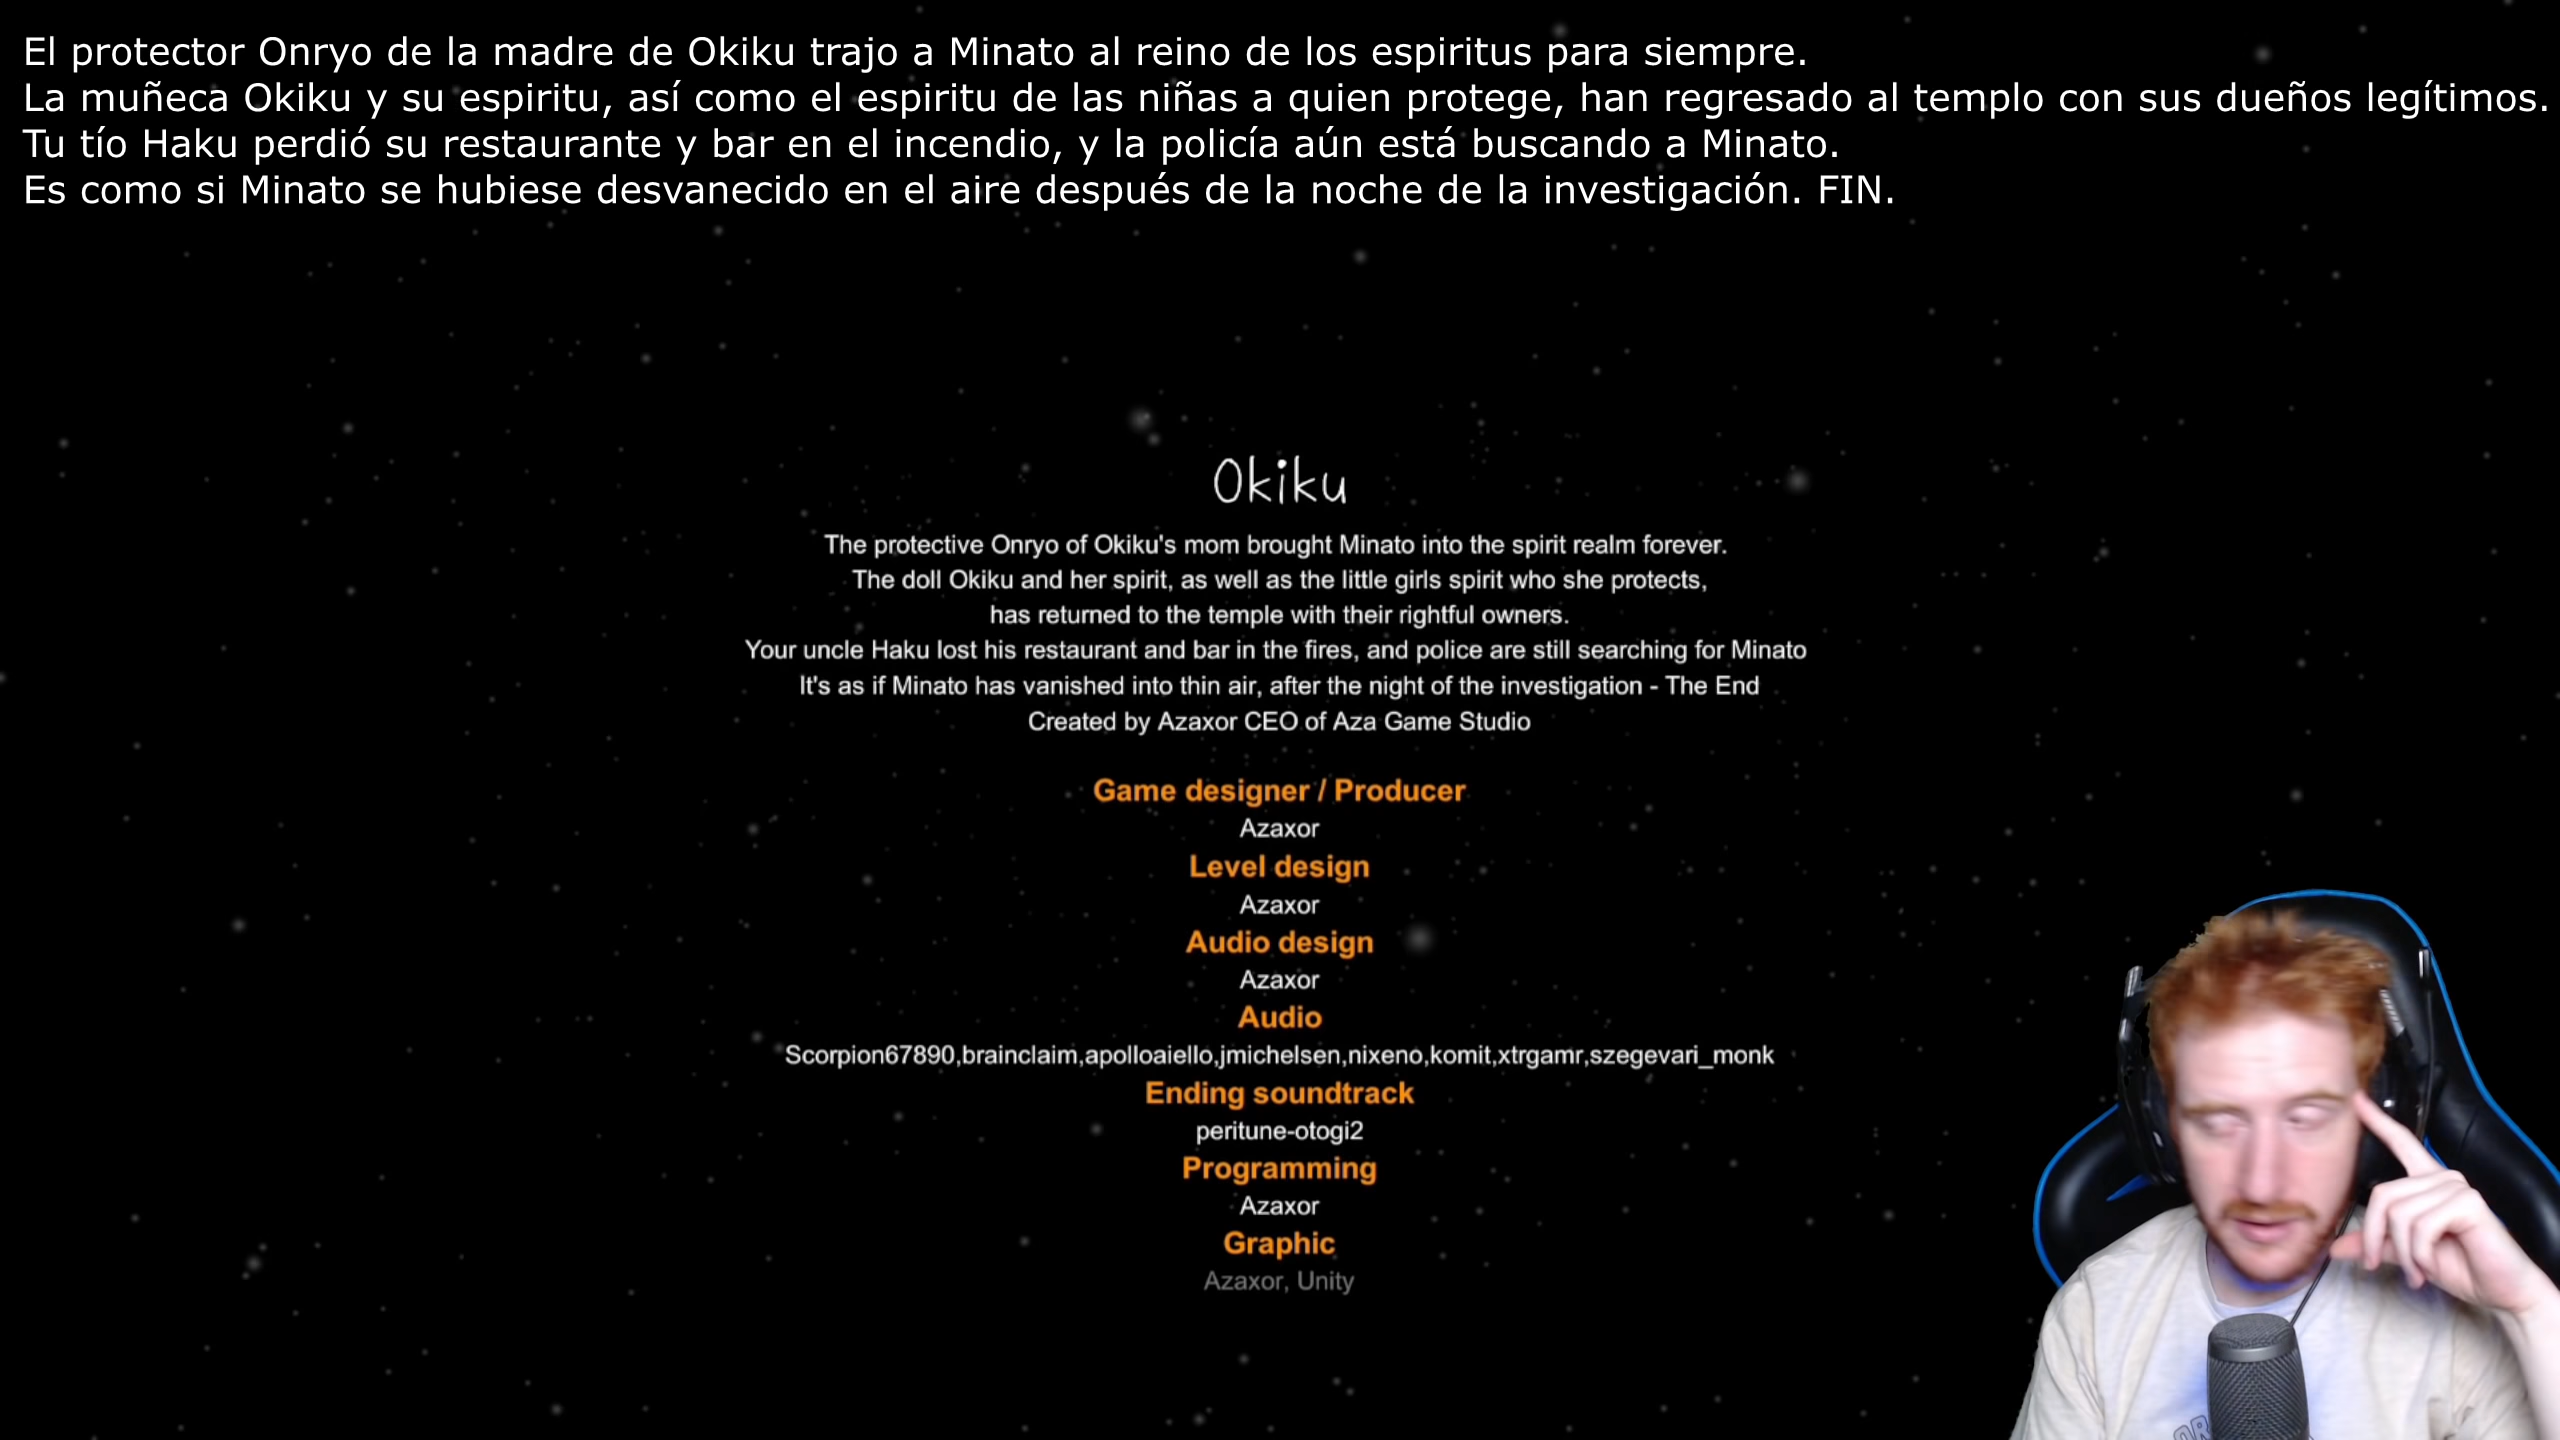 El protector Onryo de la madre de Okiku trajo a Minato al reino de los espiritus para siempre.
La muñeca Okiku y su espiritu, así como el espiritu de las niñas a quien protege, han regresado al templo con sus dueños legítimos.
Tu tío Haku perdió su restaurante y bar en el incendio, y la policía aún está buscando a Minato.
Es como si Minato se hubiese desvanecido en el aire después de la noche de la investigación. FIN.
Okiku
The protective Onryo of Okiku's mom brought Minato into the spirit realm forever.
The doll Okiku and her spirit, as well as the little girls spirit who she protects,
has returned to the temple with their rightful owners.
Your uncle Haku lost his restaurant and bar in the fires, and police are still searching for Minato
It's as if Minato has vanished into thin air, after the night of the investigation - The End
Created by Azaxor CEO of Aza Game Studio
Game designer / Producer
Azaxor
Level design
Azaxor
Audio design
Azaxor
Audio
Scorpion67890,brainclaim,apolloaiello,jmichelsen,nixeno,komit,xtrgamr,szegevari_monk
Ending soundtrack
peritune-otogi2
Programming
Azaxor
Graphic
Azaxor, Unity